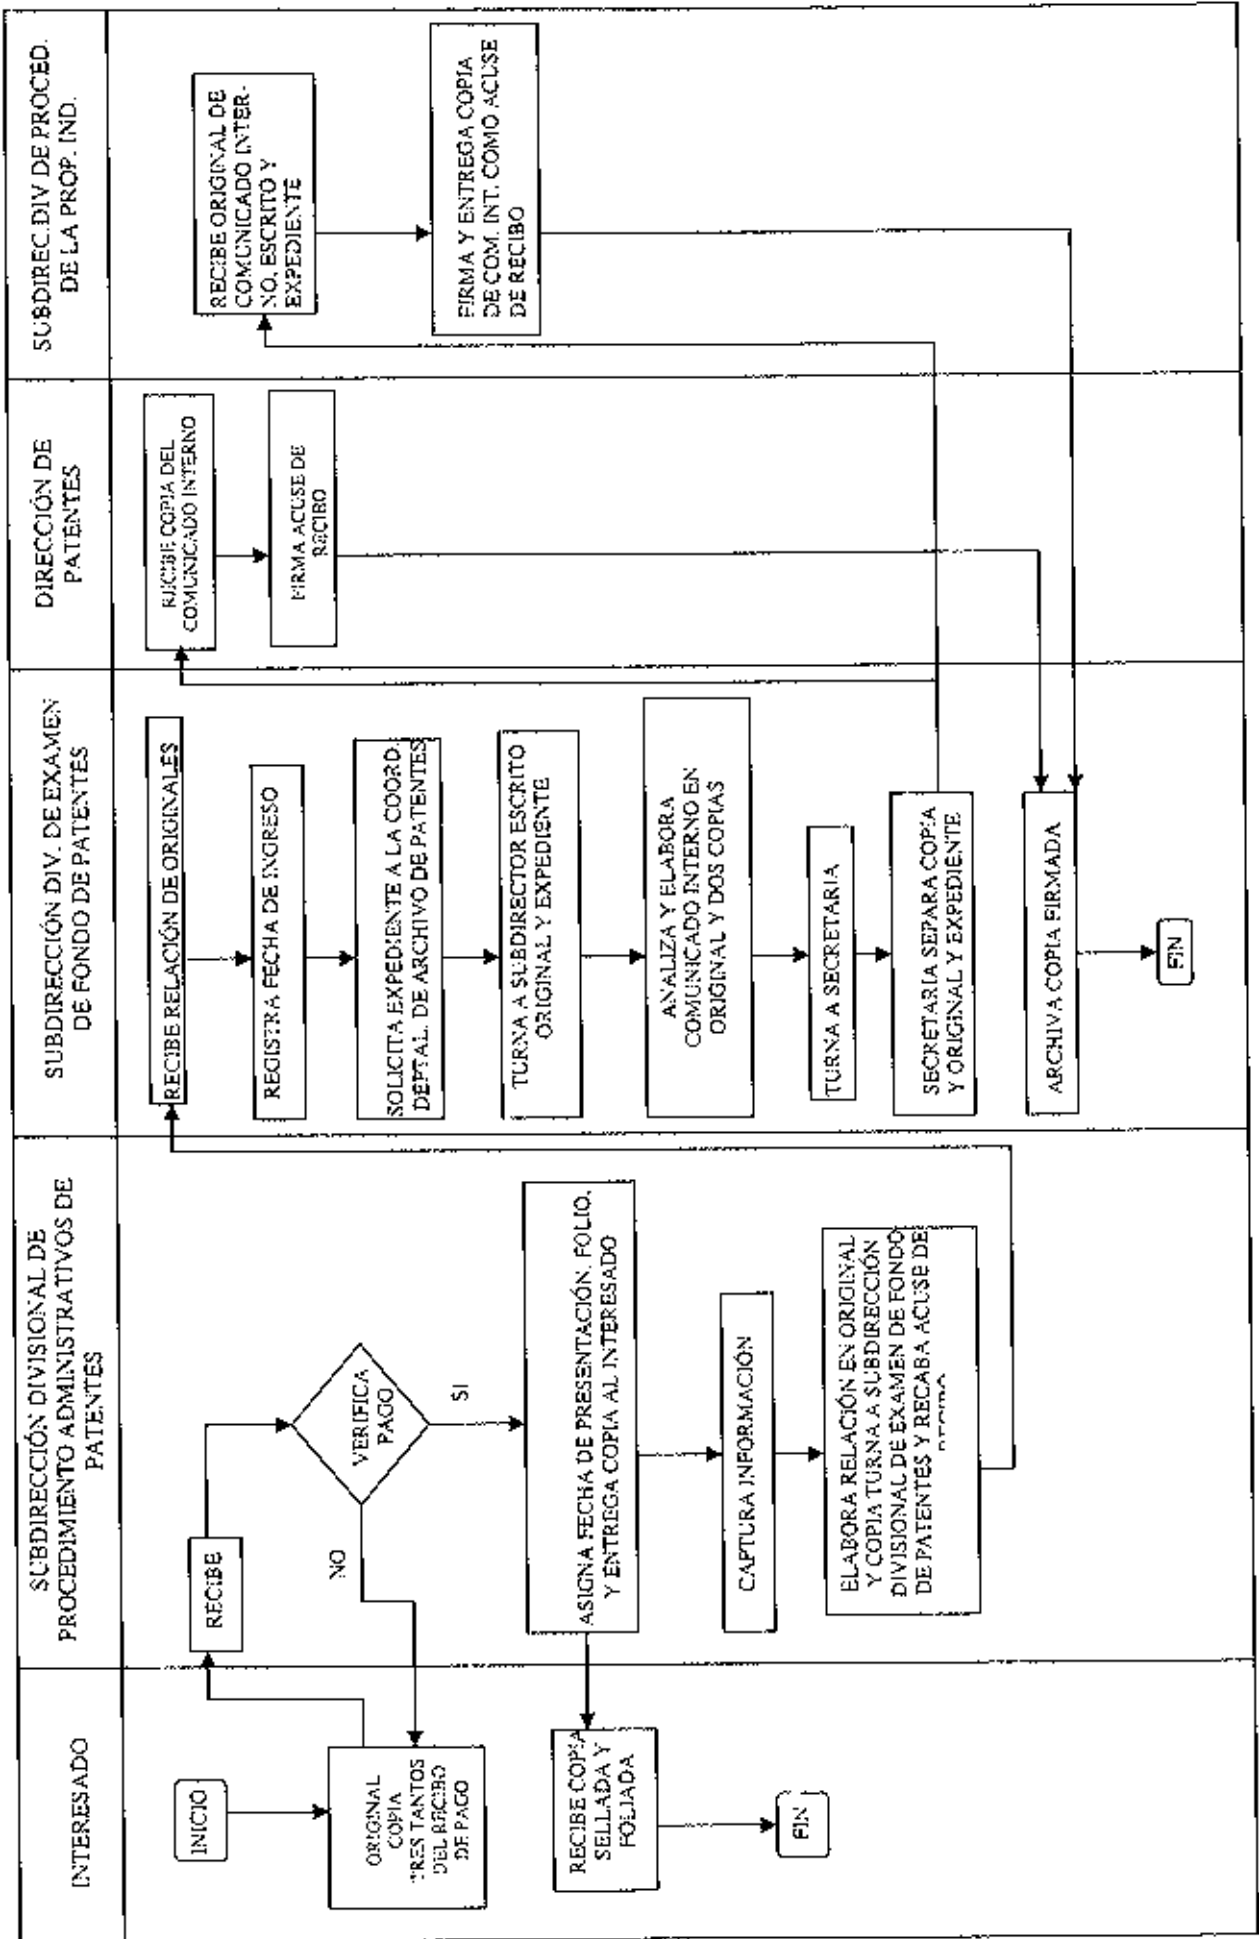 INTERESADO
SUBDIRECCIÓN DIVISIONAL DE
PROCEDIMIENTO ADMINISTRATIVOS DE
PATENTES
SUBDIRECCIÓN DIV. DE EXAMEN
DE FONDO DE PATENTES
DIRECCIÓN DE
PATENTES
SUBDIREC.DIV DE PROCED.
DE LA PROP. IND.
INICIO
ORIGINAL
COPIA
TRES TANTOS
DEL RECIBO
DE PAGO
RECIBE COPIA
SELLADA Y
FOLIADA
FIN
RECIBE
VERIFICA
PAGO
NO
SI
ASIGNA FECHA DE PRESENTACIÓN, FOLIO,
Y ENTREGA COPIA AL INTERESADO
CAPTURA INFORMACIÓN
ELABORA RELACIÓN EN ORIGINAL
Y COPIA TURNA A SUBDIRECCIÓN
DIVISIONAL DE EXAMEN DE FONDO
DE PATENTES Y RECABA ACUSE DE
RECIBO
RECIBE RELACIÓN DE ORIGINALES
REGISTRA FECHA DE INGRESO
SOLICITA EXPEDIENTE A LA COORD.
DEPTAL. DE ARCHIVO DE PATENTES.
TURNA A SUBDIRECTOR ESCRITO
ORIGINAL Y EXPEDIENTE
ANALIZA Y ELABORA
COMUNICADO INTERNO EN
ORIGINAL Y DOS COPIAS
TURNA A SECRETARIA
SECRETARIA SEPARA COPIA
Y ORIGINAL Y EXPEDIENTE
ARCHIVA COPIA FIRMADA
FIN
RECIBE COPIA DEL
COMUNICADO INTERNO
FIRMA ACUSE DE
RECIBO
RECIBE ORIGINAL DE
COMUNICADO INTER-
NO, ESCRITO Y
EXPEDIENTE
FIRMA Y ENTREGA COPIA
DE COM. INT. COMO ACUSE
DE RECIBO